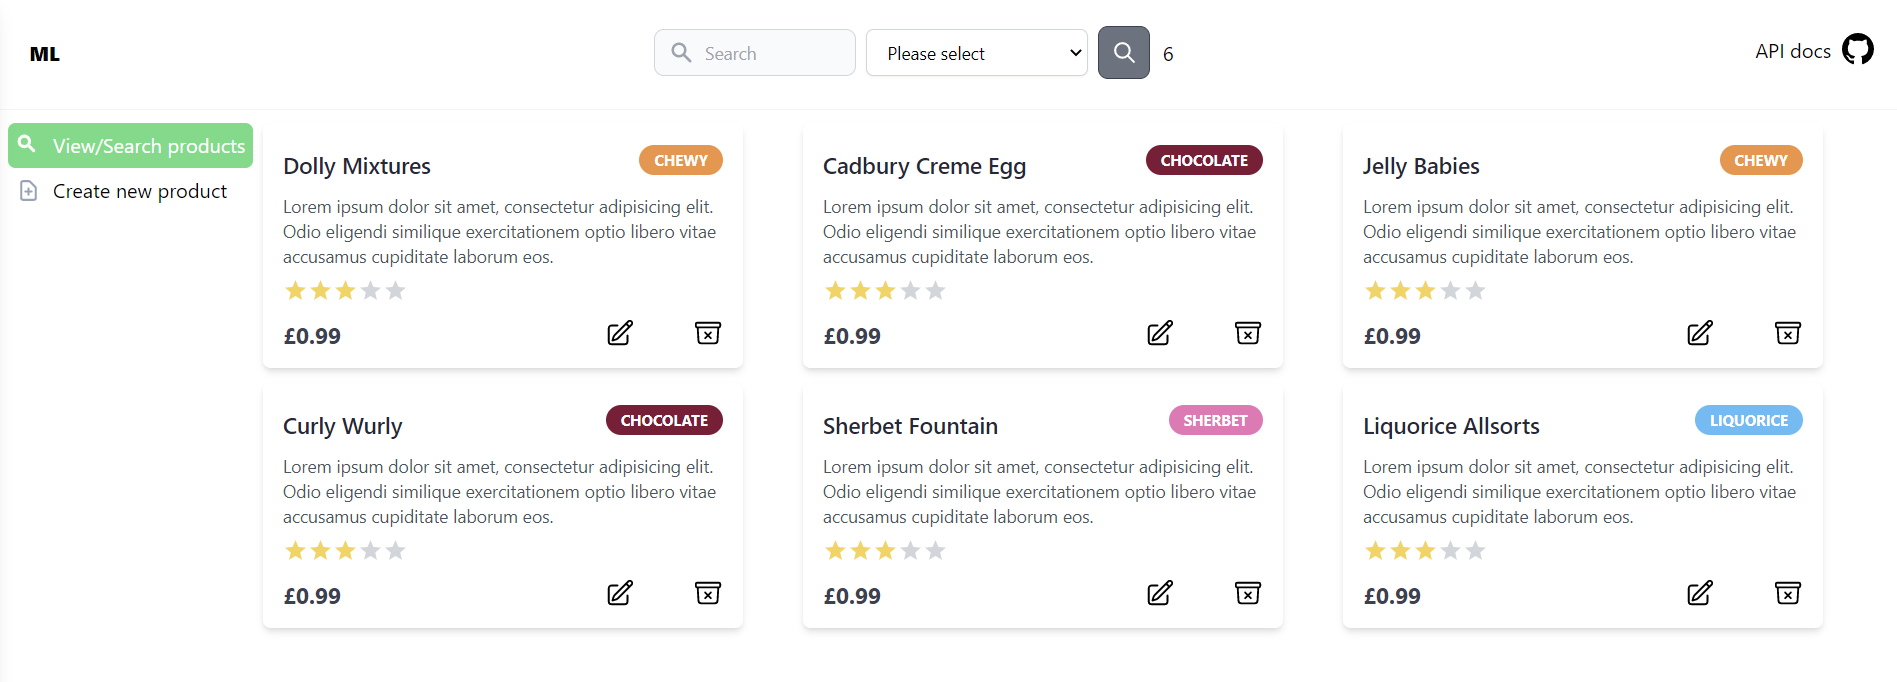 ML
Search
Please select
6
API docs
View/Search products
Create new product
Dolly Mixtures
CHEWY
Lorem ipsum dolor sit amet, consectetur adipisicing elit.
Odio eligendi similique exercitationem optio libero vitae
accusamus cupiditate laborum eos.
£0.99
Cadbury Creme Egg
CHOCOLATE
Lorem ipsum dolor sit amet, consectetur adipisicing elit.
Odio eligendi similique exercitationem optio libero vitae
accusamus cupiditate laborum eos.
£0.99
Jelly Babies
CHEWY
Lorem ipsum dolor sit amet, consectetur adipisicing elit.
Odio eligendi similique exercitationem optio libero vitae
accusamus cupiditate laborum eos.
£0.99
Curly Wurly
CHOCOLATE
Lorem ipsum dolor sit amet, consectetur adipisicing elit.
Odio eligendi similique exercitationem optio libero vitae
accusamus cupiditate laborum eos.
£0.99
Sherbet Fountain
SHERBET
Lorem ipsum dolor sit amet, consectetur adipisicing elit.
Odio eligendi similique exercitationem optio libero vitae
accusamus cupiditate laborum eos.
£0.99
Liquorice Allsorts
LIQUORICE
Lorem ipsum dolor sit amet, consectetur adipisicing elit.
Odio eligendi similique exercitationem optio libero vitae
accusamus cupiditate laborum eos.
£0.99